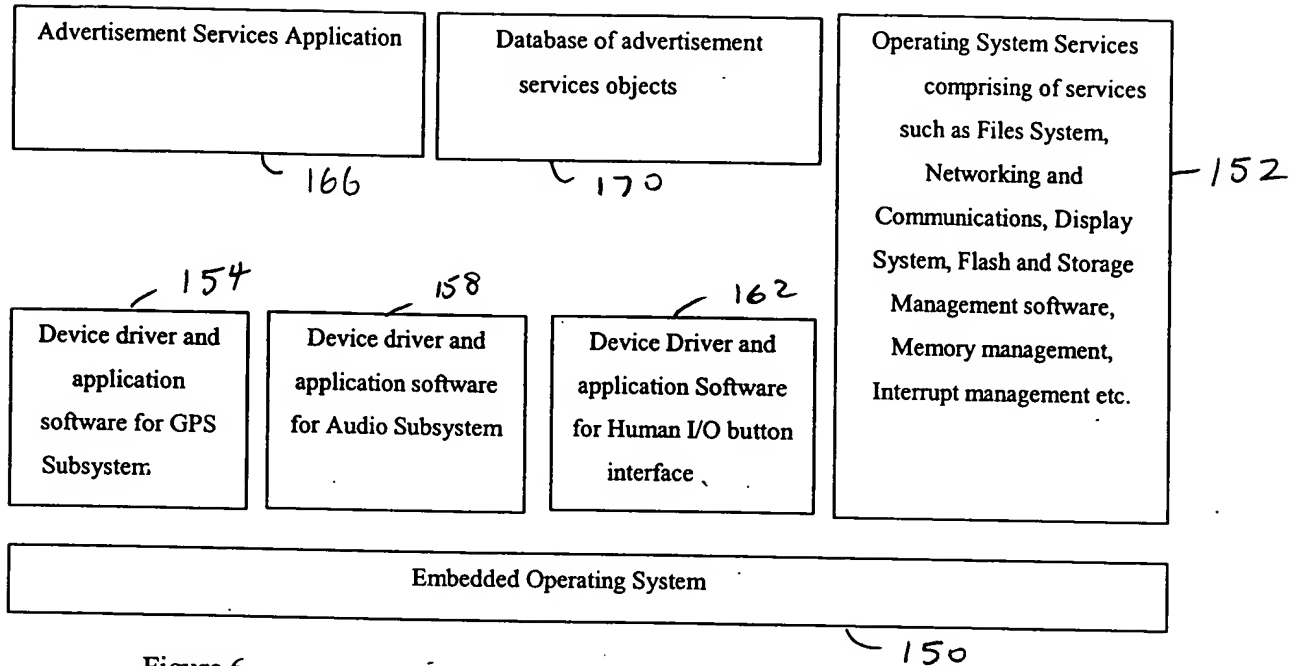 Advertisement Services Application
Database of advertisement
services objects
Operating System Services
comprising of services
such as Files System,
Networking and
Communications, Display
System, Flash and Storage
Management software,
Memory management,
Interrupt management etc.
166
170
152
154
158
162
Device driver and
application
software for GPS
Subsystem
Device driver and
application software
for Audio Subsystem
Device Driver and
application Software
for Human I/O button
interface
Embedded Operating System
150
Figure 6